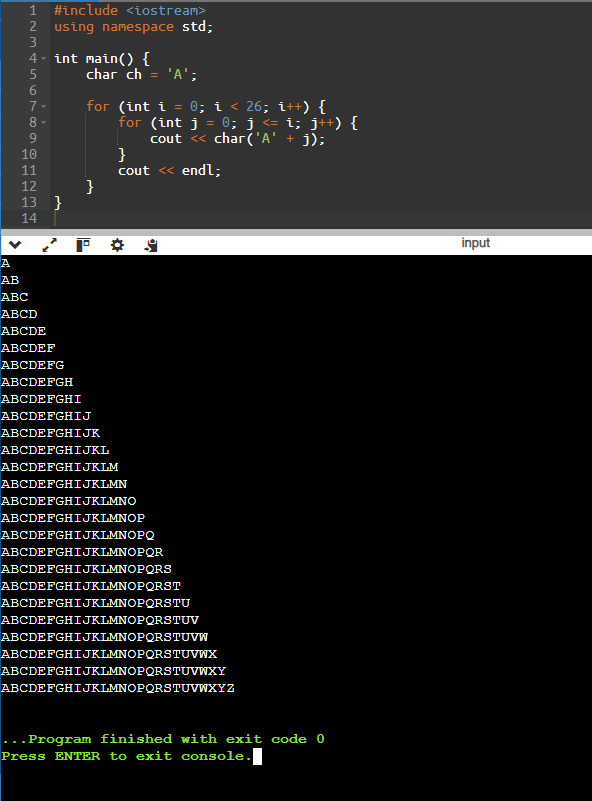 1 #include <iostream>
2 using namespace std;
3
4 int main() {
5     char ch = 'A';
6
7     for (int i = 0; i < 26; i++) {
8         for (int j = 0; j <= i; j++) {
9             cout << char('A' + j);
10         }
11         cout << endl;
12     }
13 }
14
input
A
AB
ABC
ABCD
ABCDE
ABCDEF
ABCDEFG
ABCDEFGH
ABCDEFGHI
ABCDEFGHIJ
ABCDEFGHIJK
ABCDEFGHIJKL
ABCDEFGHIJKLM
ABCDEFGHIJKLMN
ABCDEFGHIJKLMNO
ABCDEFGHIJKLMNOP
ABCDEFGHIJKLMNOPQ
ABCDEFGHIJKLMNOPQR
ABCDEFGHIJKLMNOPQRS
ABCDEFGHIJKLMNOPQRST
ABCDEFGHIJKLMNOPQRSTU
ABCDEFGHIJKLMNOPQRSTUV
ABCDEFGHIJKLMNOPQRSTUVW
ABCDEFGHIJKLMNOPQRSTUVWX
ABCDEFGHIJKLMNOPQRSTUVWXY
ABCDEFGHIJKLMNOPQRSTUVWXYZ
...Program finished with exit code 0
Press ENTER to exit console.